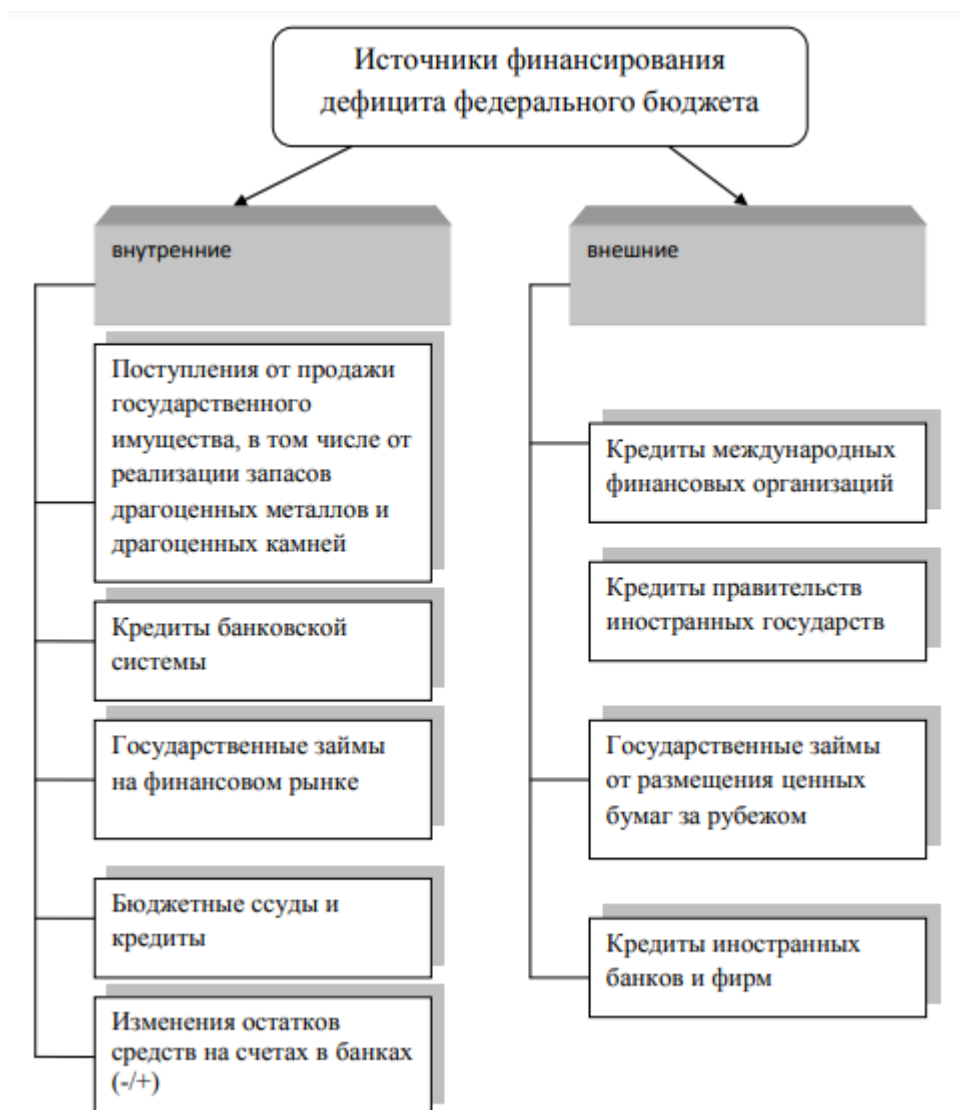 Источники финансирования
дефицита федерального бюджета
внутренние
Поступления от продажи
государственного
имущества, в том числе от
реализации запасов
драгоценных металлов и
драгоценных камней
Кредиты банковской
системы
Государственные займы
на финансовом рынке
Бюджетные ссуды и
кредиты
Изменения остатков
средств на счетах в банках
(-/+)
внешние
Кредиты международных
финансовых организаций
Кредиты правительств
иностранных государств
Государственные займы
от размещения ценных
бумаг за рубежом
Кредиты иностранных
банков и фирм